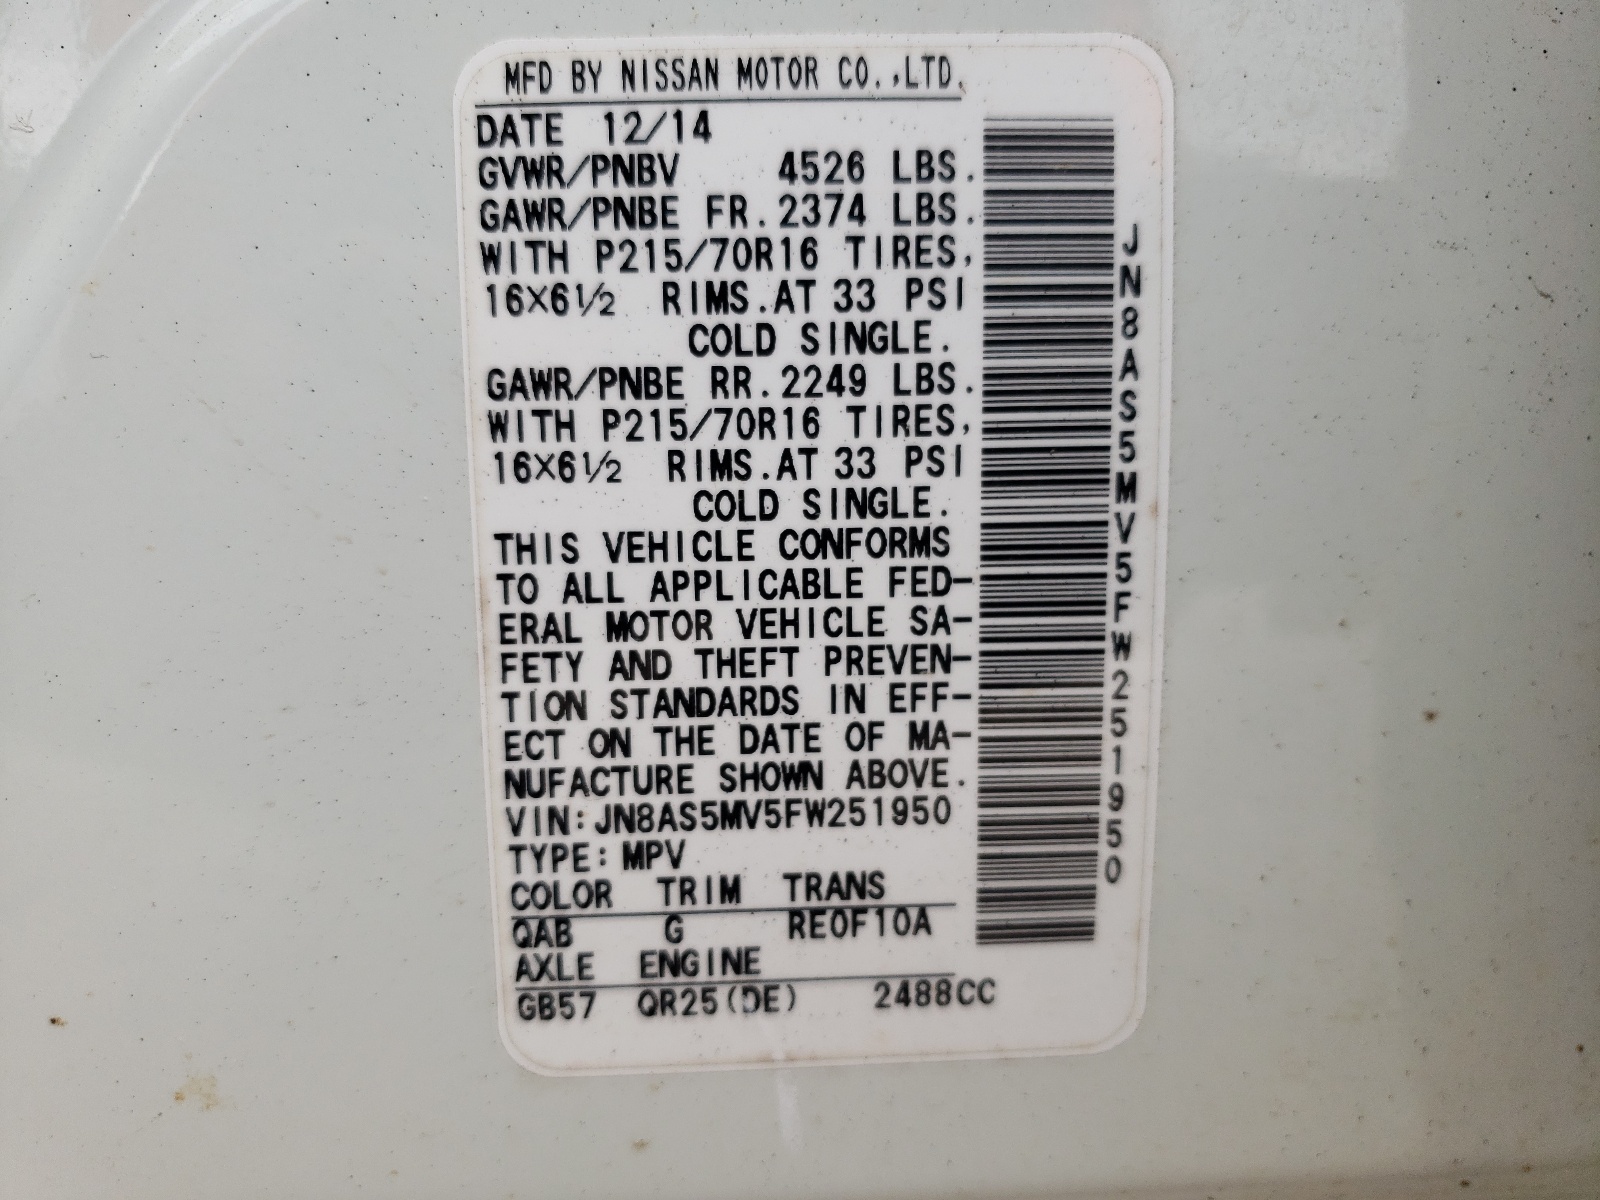 MFD BY NISSAN MOTOR CO.,LTD.
DATE 12/14
GVWR/PNBV 4526 LBS.
GAWR/PNBE FR.2374 LBS.
WITH P215/70R16 TIRES,
16X6½ RIMS.AT 33 PSI
COLD SINGLE.
GAWR/PNBE RR.2249 LBS.
WITH P215/70R16 TIRES,
16X6½ RIMS.AT 33 PSI
COLD SINGLE.
THIS VEHICLE CONFORMS
TO ALL APPLICABLE FED-
ERAL MOTOR VEHICLE SA-
FETY AND THEFT PREVEN-
TION STANDARDS IN EFF-
ECT ON THE DATE OF MA-
NUFACTURE SHOWN ABOVE.
VIN:JN8AS5MV5FW251950
TYPE:MPV
COLOR TRIM TRANS
QAB G RE0F10A
AXLE ENGINE
GB57 QR25(DE) 2488CC
JN8AS5MV5FW251950